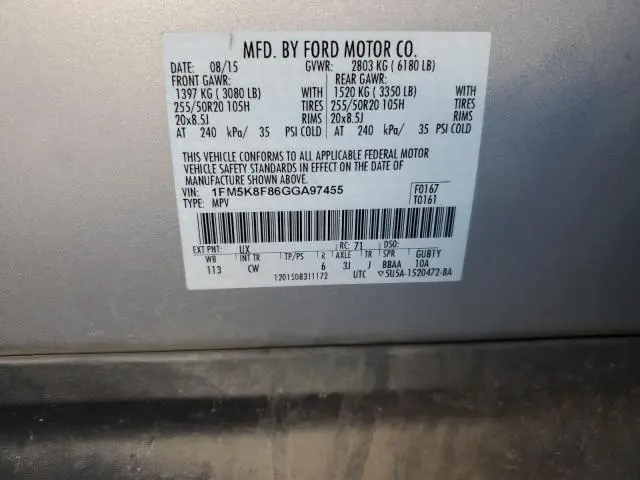 MFD. BY FORD MOTOR CO.
DATE: 08/15 GVWR: 2803 KG ( 6180 LB)
FRONT GAWR: REAR GAWR:
1397 KG ( 3080 LB) WITH 1520 KG ( 3350 LB) WITH
255/50R20 105H TIRES 255/50R20 105H TIRES
20x8.5J RIMS 20x8.5J RIMS
AT 240 kPa/ 35 PSI COLD AT 240 kPa/ 35 PSI COLD
THIS VEHICLE CONFORMS TO ALL APPLICABLE FEDERAL MOTOR
VEHICLE SAFETY STANDARDS IN EFFECT ON THE DATE OF
MANUFACTURE SHOWN ABOVE.
VIN: 1FM5K8F86GGA97455 F0167
TYPE: MPV T0161
EXT PNT: UX RC: 71 DSO:
WB INT TR TP/PS R AXLE TR SPR GUB1Y
113 CW 6 3J J BBAA 10A
1201508311172 UTC ▽5U5A-1520472-BA